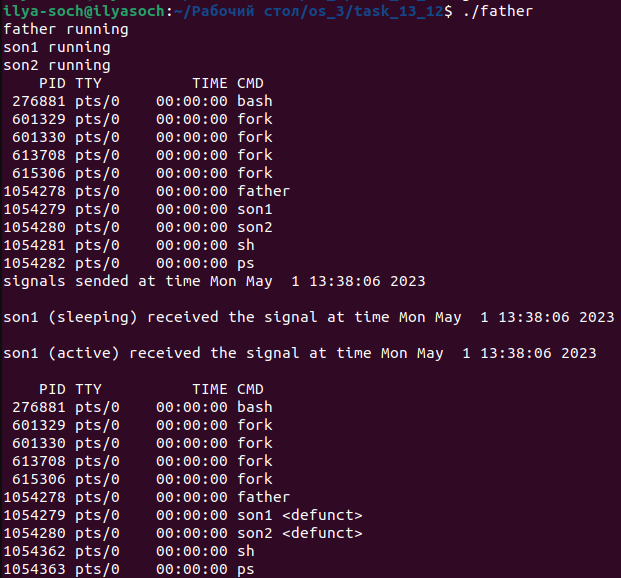 ilya-soch@ilyasoch:~/Рабочий стол/os_3/task_13_12$ ./father
father running
son1 running
son2 running
    PID TTY          TIME CMD
 276881 pts/0    00:00:00 bash
 601329 pts/0    00:00:00 fork
 601330 pts/0    00:00:00 fork
 613708 pts/0    00:00:00 fork
 615306 pts/0    00:00:00 fork
1054278 pts/0    00:00:00 father
1054279 pts/0    00:00:00 son1
1054280 pts/0    00:00:00 son2
1054281 pts/0    00:00:00 sh
1054282 pts/0    00:00:00 ps
signals sended at time Mon May  1 13:38:06 2023
son1 (sleeping) received the signal at time Mon May  1 13:38:06 2023
son1 (active) received the signal at time Mon May  1 13:38:06 2023
    PID TTY          TIME CMD
 276881 pts/0    00:00:00 bash
 601329 pts/0    00:00:00 fork
 601330 pts/0    00:00:00 fork
 613708 pts/0    00:00:00 fork
 615306 pts/0    00:00:00 fork
1054278 pts/0    00:00:00 father
1054279 pts/0    00:00:00 son1 <defunct>
1054280 pts/0    00:00:00 son2 <defunct>
1054362 pts/0    00:00:00 sh
1054363 pts/0    00:00:00 ps